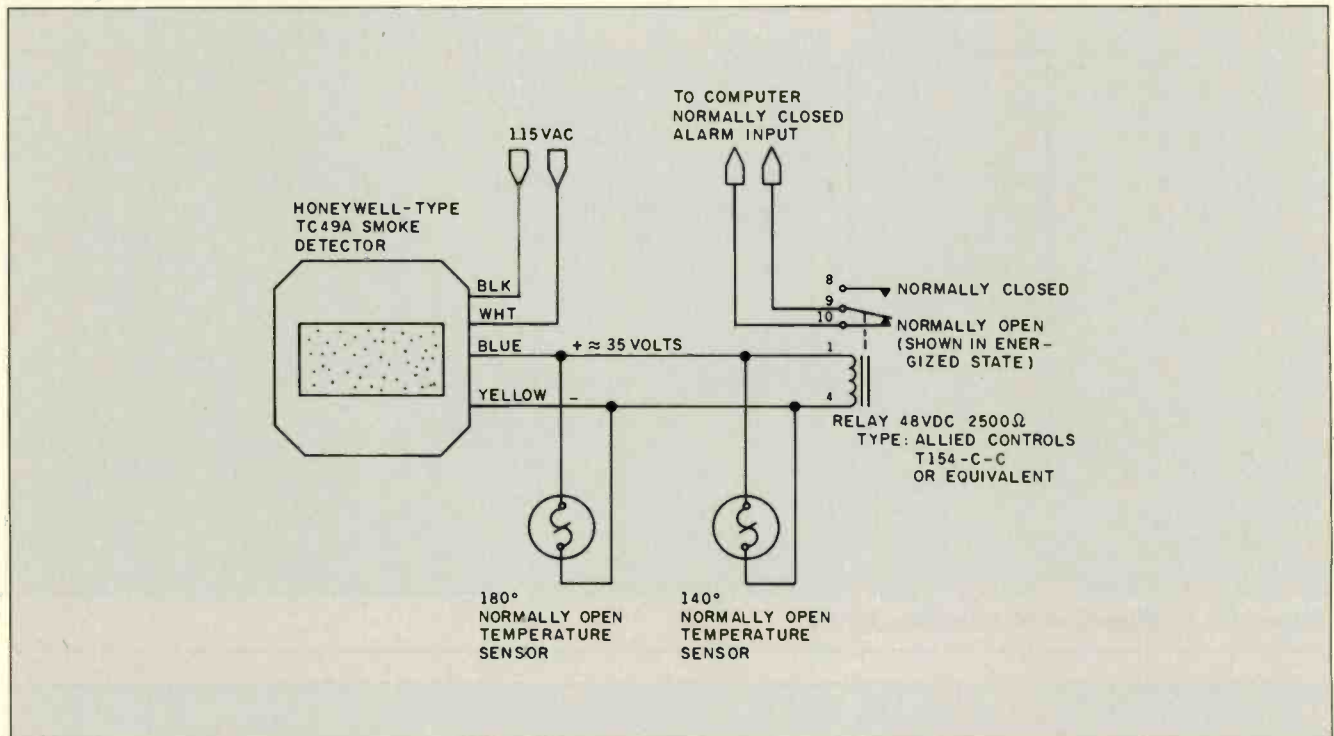 TO COMPUTER
NORMALLY CLOSED
ALARM INPUT
115VAC
HONEYWELL-TYPE
TC49A SMOKE
DETECTOR
BLK
WHT
BLUE
+ ≈ 35 VOLTS
YELLOW
–
8
NORMALLY CLOSED
9
10
NORMALLY OPEN
(SHOWN IN ENER-
GIZED STATE)
1
4
RELAY 48VDC 2500Ω
TYPE: ALLIED CONTROLS
T154-C-C
OR EQUIVALENT
180°
NORMALLY OPEN
TEMPERATURE
SENSOR
140°
NORMALLY OPEN
TEMPERATURE
SENSOR